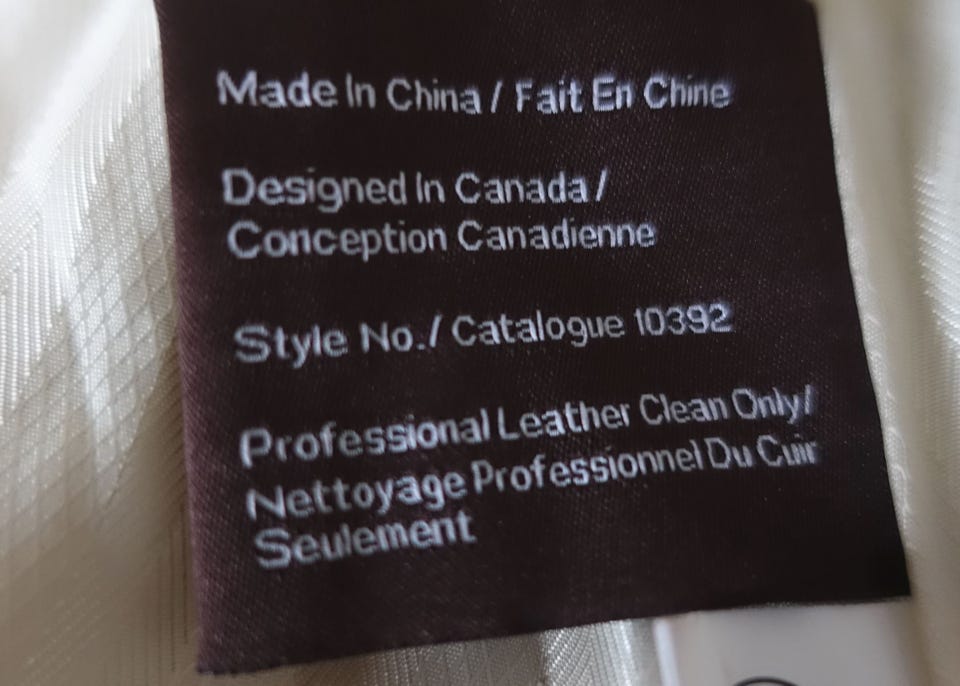 Made In China / Fait En Chine
Designed In Canada /
Conception Canadienne
Style No./ Catalogue 10392
Professional Leather Clean Only/
Nettoyage Professionnel Du Cuir
Seulement